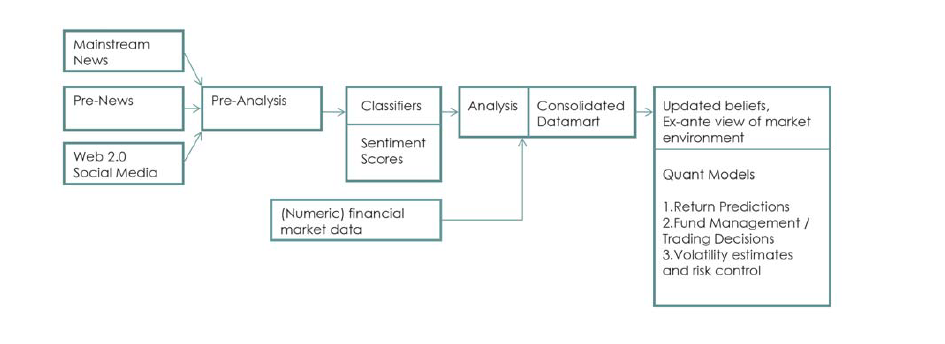 Mainstream
News
Pre-News
Web 2.0
Social Media
Pre-Analysis
Classifiers
Sentiment
Scores
(Numeric) financial
market data
Analysis
Consolidated
Datamart
Updated beliefs,
Ex-ante view of market
environment
Quant Models
1.Return Predictions
2.Fund Management /
Trading Decisions
3.Volatility estimates
and risk control